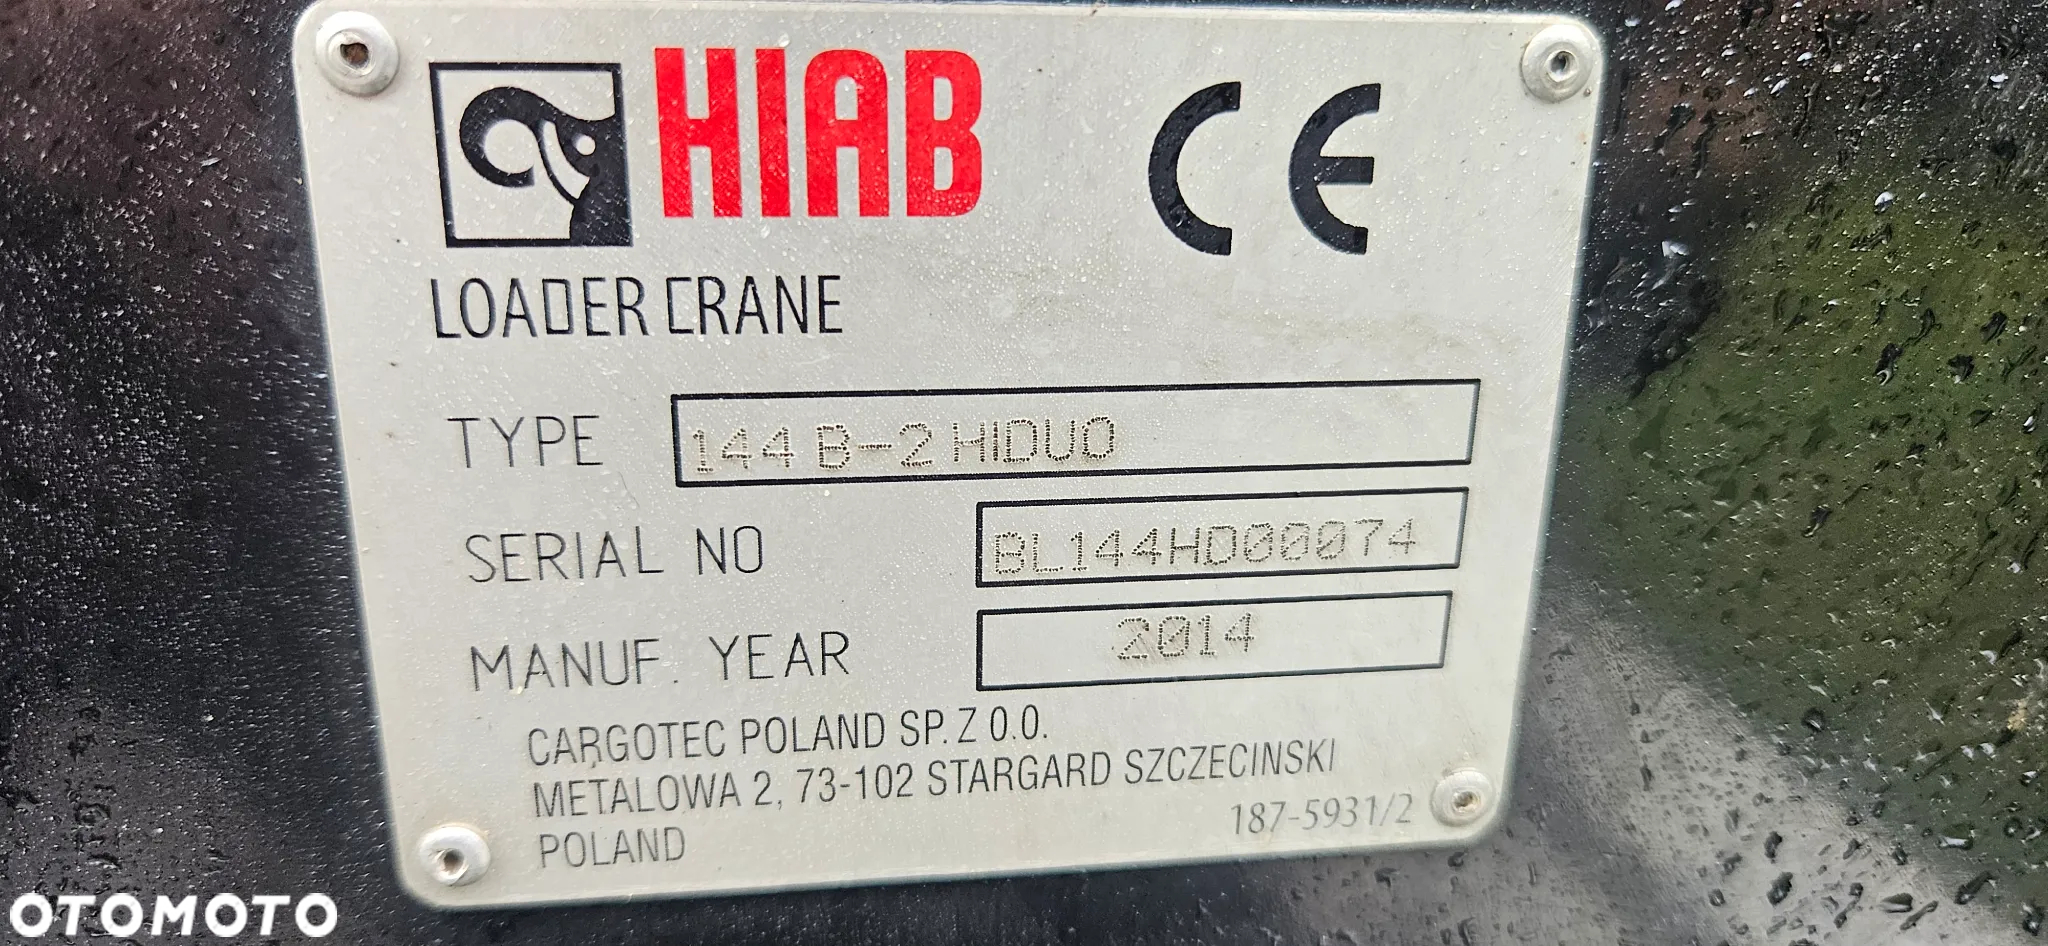 HIAB
CE
LOADER CRANE
TYPE 144 B-2 HIDUO
SERIAL NO BL144HD00074
MANUF. YEAR 2014
CARGOTEC POLAND SP. Z O.O.
METALOWA 2, 73-102 STARGARD SZCZECINSKI
POLAND
187-5931/2
OTOMOTO